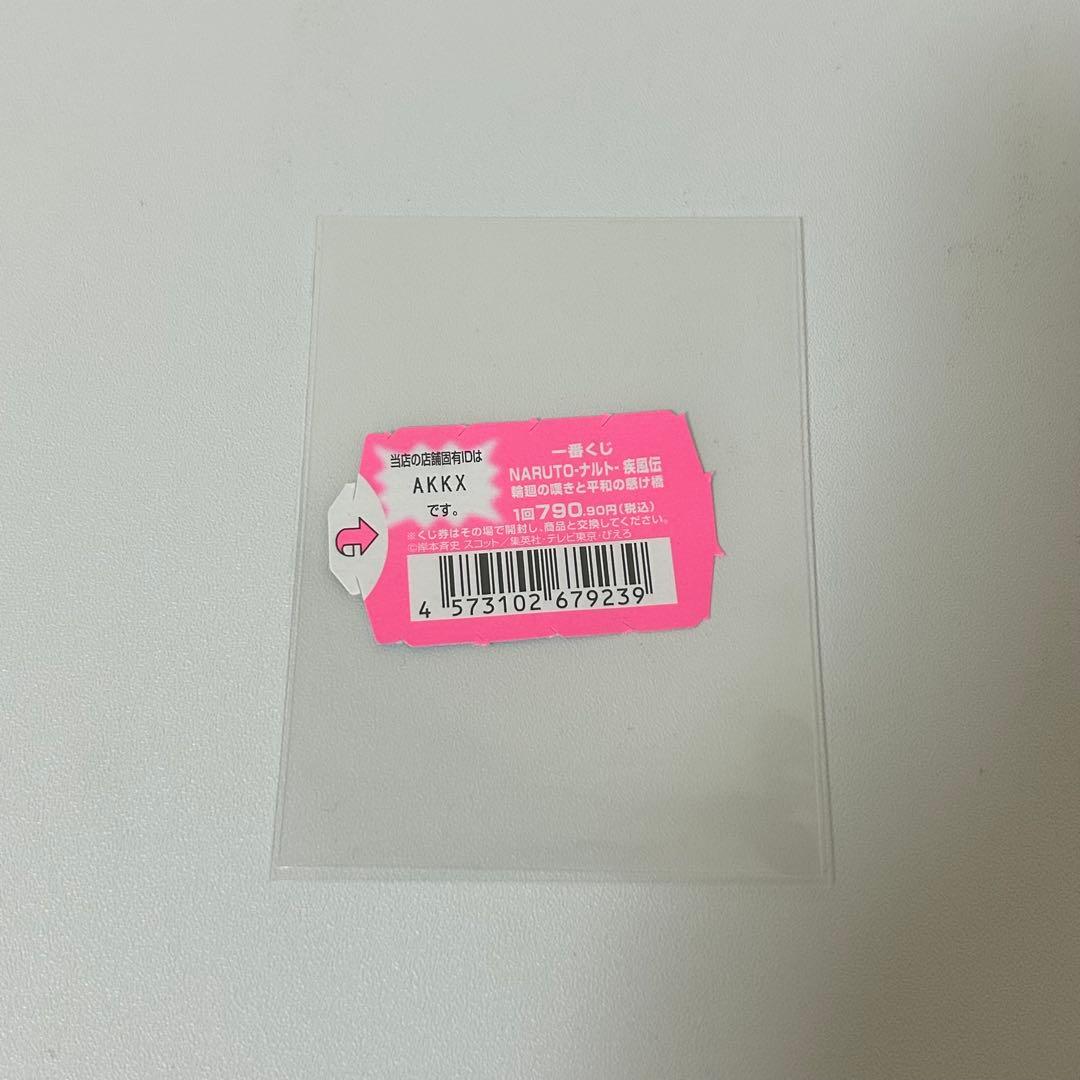 当店の店舗固有IDは
AKKX
です。
一番くじ
NARUTO-ナルト- 疾風伝
輪廻の嘆きと平和の懸け橋
1回790.90円(税込)
※くじ券はその場で開封し、商品と交換してください。
©岸本斉史 スコット／集英社・テレビ東京・ぴえろ
4 573102 679239